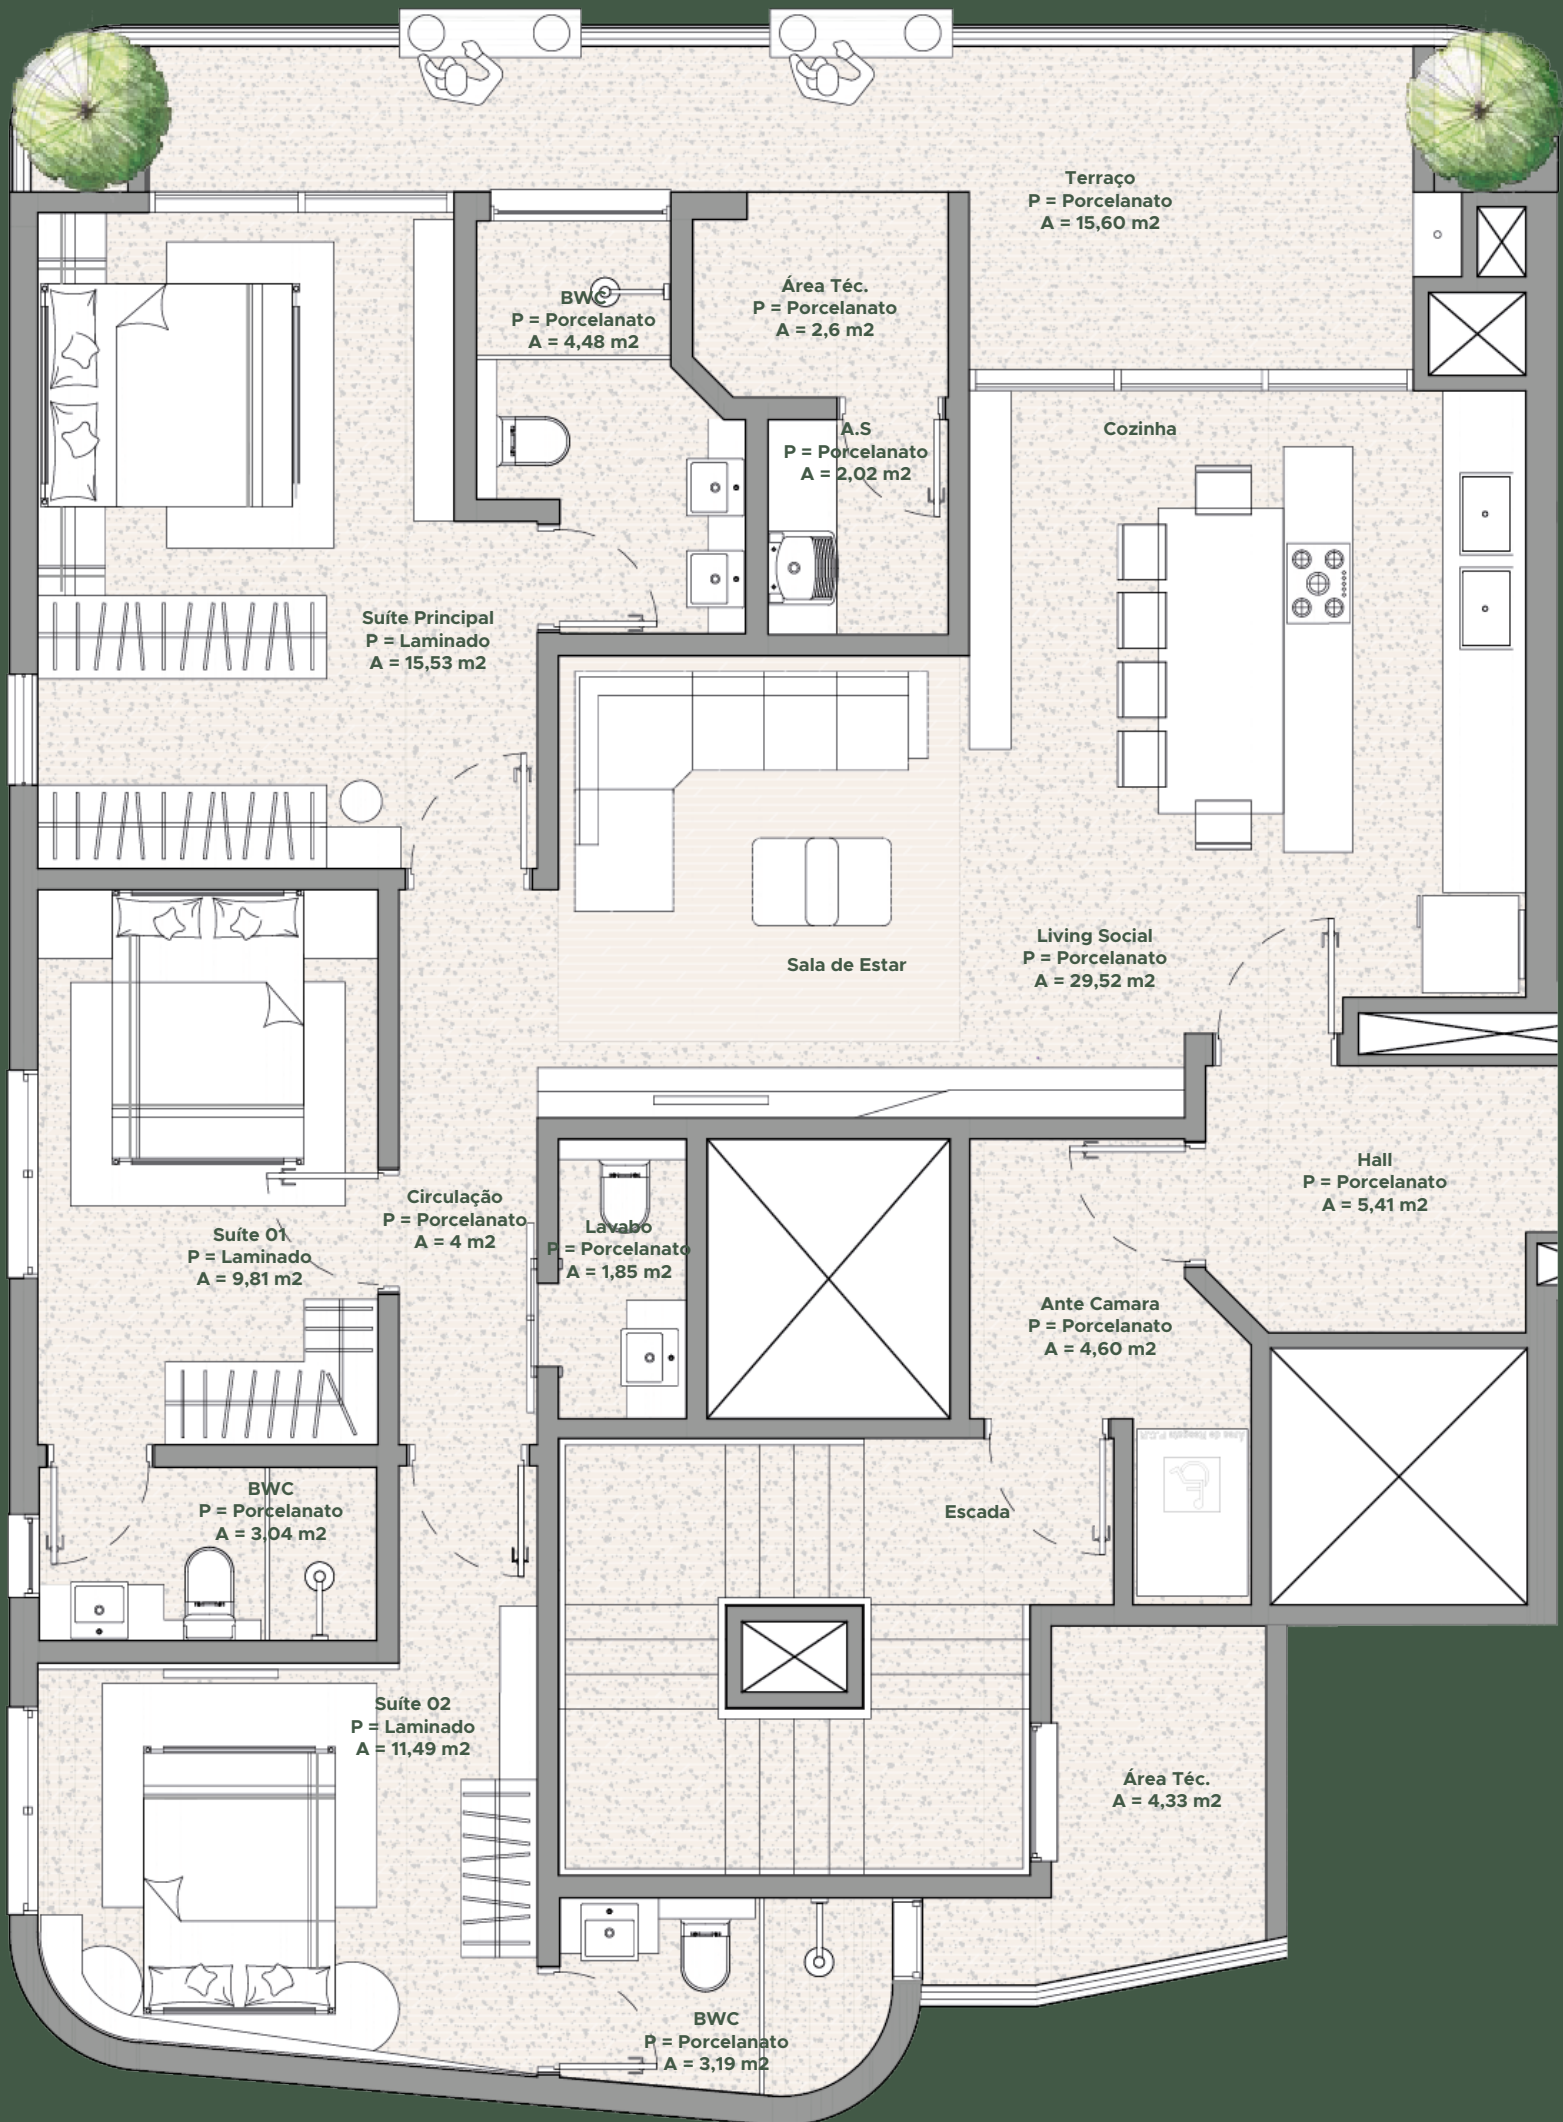 Terraço
P = Porcelanato
A = 15,60 m2
Área Téc.
P = Porcelanato
A = 2,6 m2
BWC
P = Porcelanato
A = 4,48 m2
Cozinha
A.S
P = Porcelanato
A = 2,02 m2
Suíte Principal
P = Laminado
A = 15,53 m2
Living Social
P = Porcelanato
A = 29,52 m2
Sala de Estar
Hall
P = Porcelanato
A = 5,41 m2
Circulação
P = Porcelanato
A = 4 m2
Lavabo
P = Porcelanato
A = 1,85 m2
Suíte 01
P = Laminado
A = 9,81 m2
Ante Camara
P = Porcelanato
A = 4,60 m2
Área de Resgate P.C.R
BWC
P = Porcelanato
A = 3,04 m2
Escada
Suíte 02
P = Laminado
A = 11,49 m2
Área Téc.
A = 4,33 m2
BWC
P = Porcelanato
A = 3,19 m2